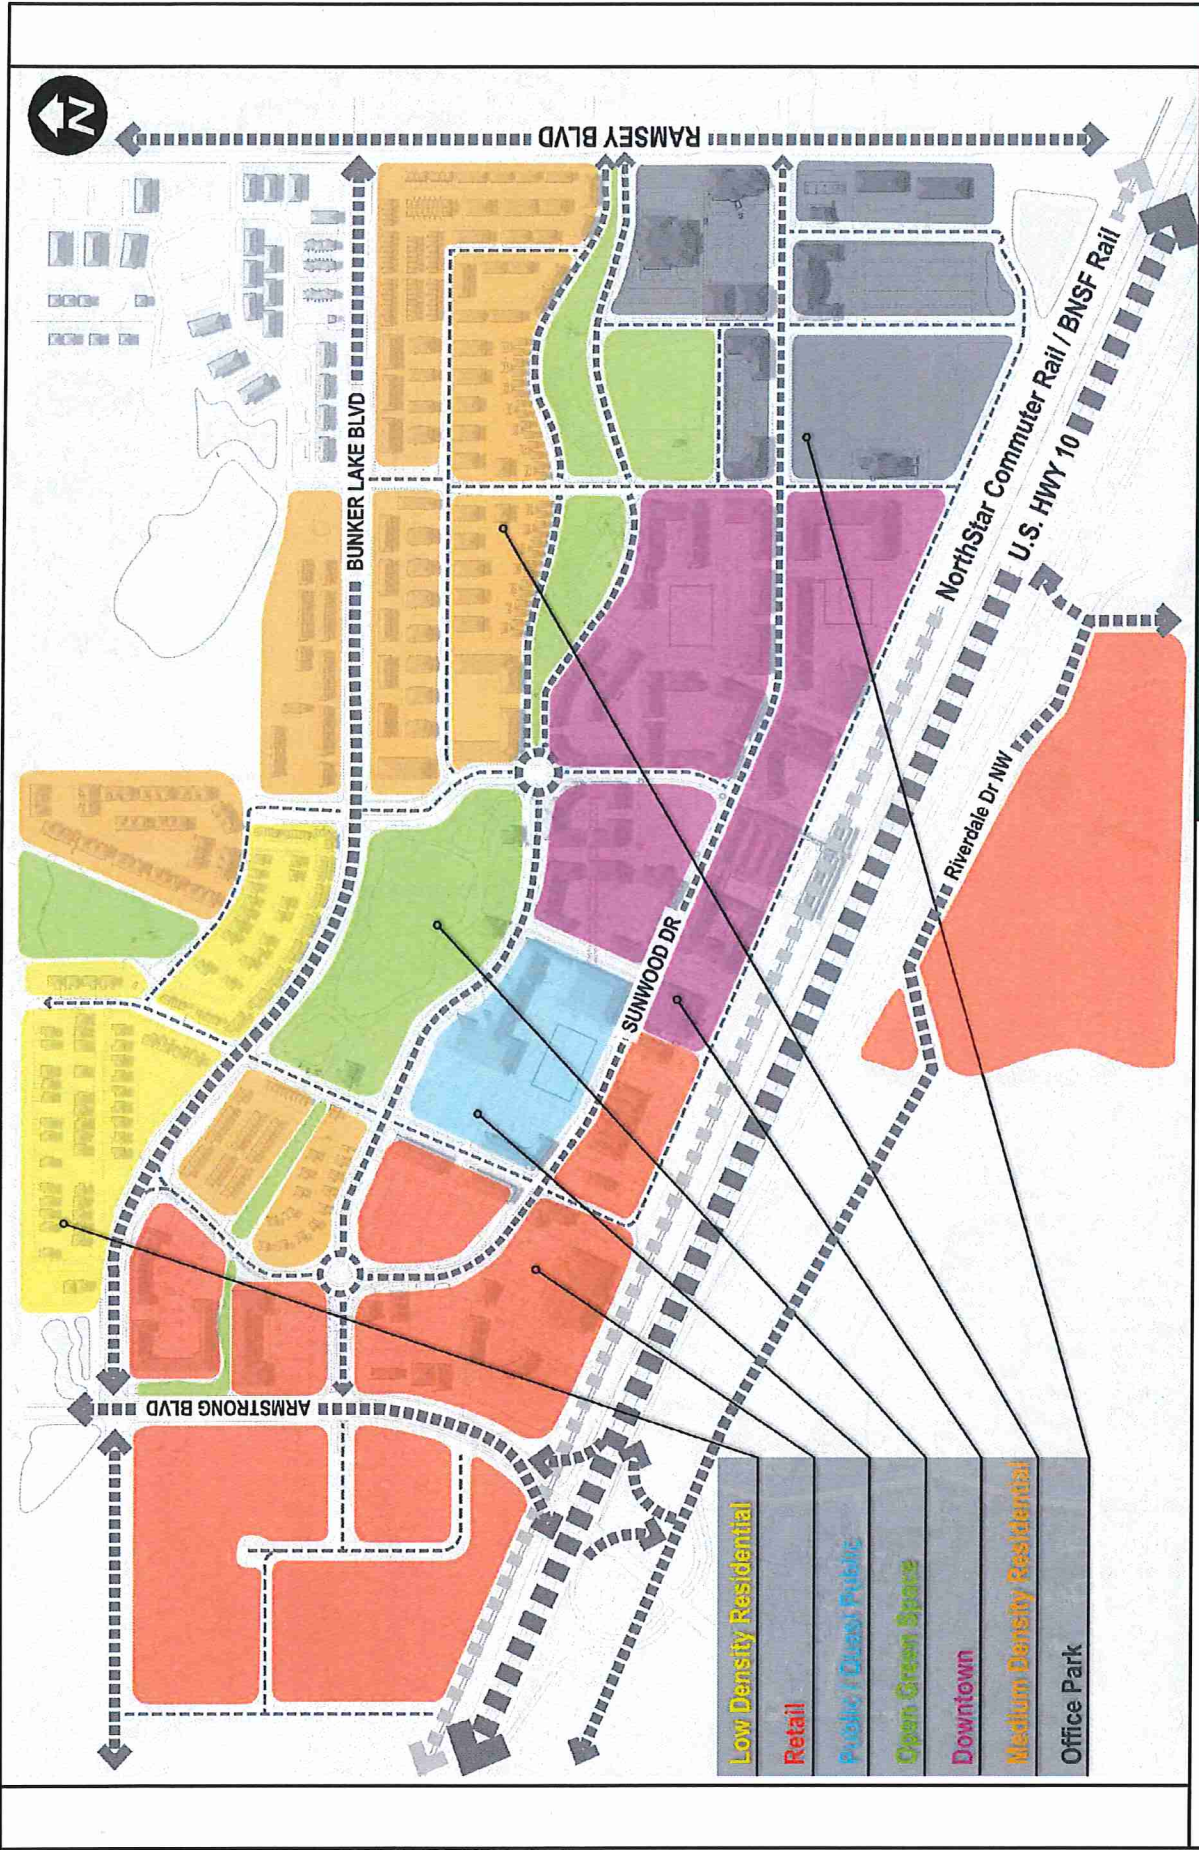 N
RAMSEY BLVD
BUNKER LAKE BLVD
ARMSTRONG BLVD
SUNWOOD DR
NorthStar Commuter Rail / BNSF Rail
U.S. HWY 10
Riverdale Dr NW
Low Density Residential
Retail
Public / Quasi Public
Open Green Space
Downtown
Medium Density Residential
Office Park